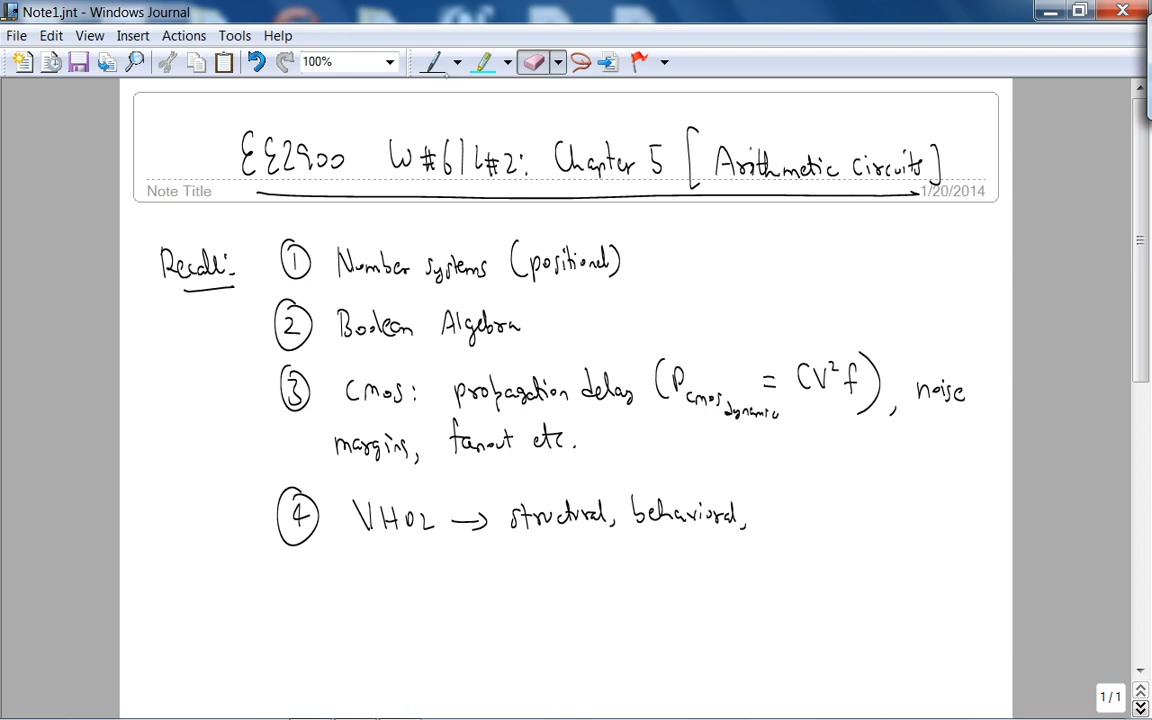 Note1.jnt - Windows Journal
File Edit View Insert Actions Tools Help
100%
EE2900 W#6/L#2: Chapter 5 [Arithmetic Circuits]
Note Title 1/20/2014
Recall: ① Number systems (positional)
② Boolean Algebra
③ CMOS: propagation delay (P_CMOS dynamic = CV²f), noise
margins, fanout etc.
④ VHDL → structural, behavioral,
1 / 1